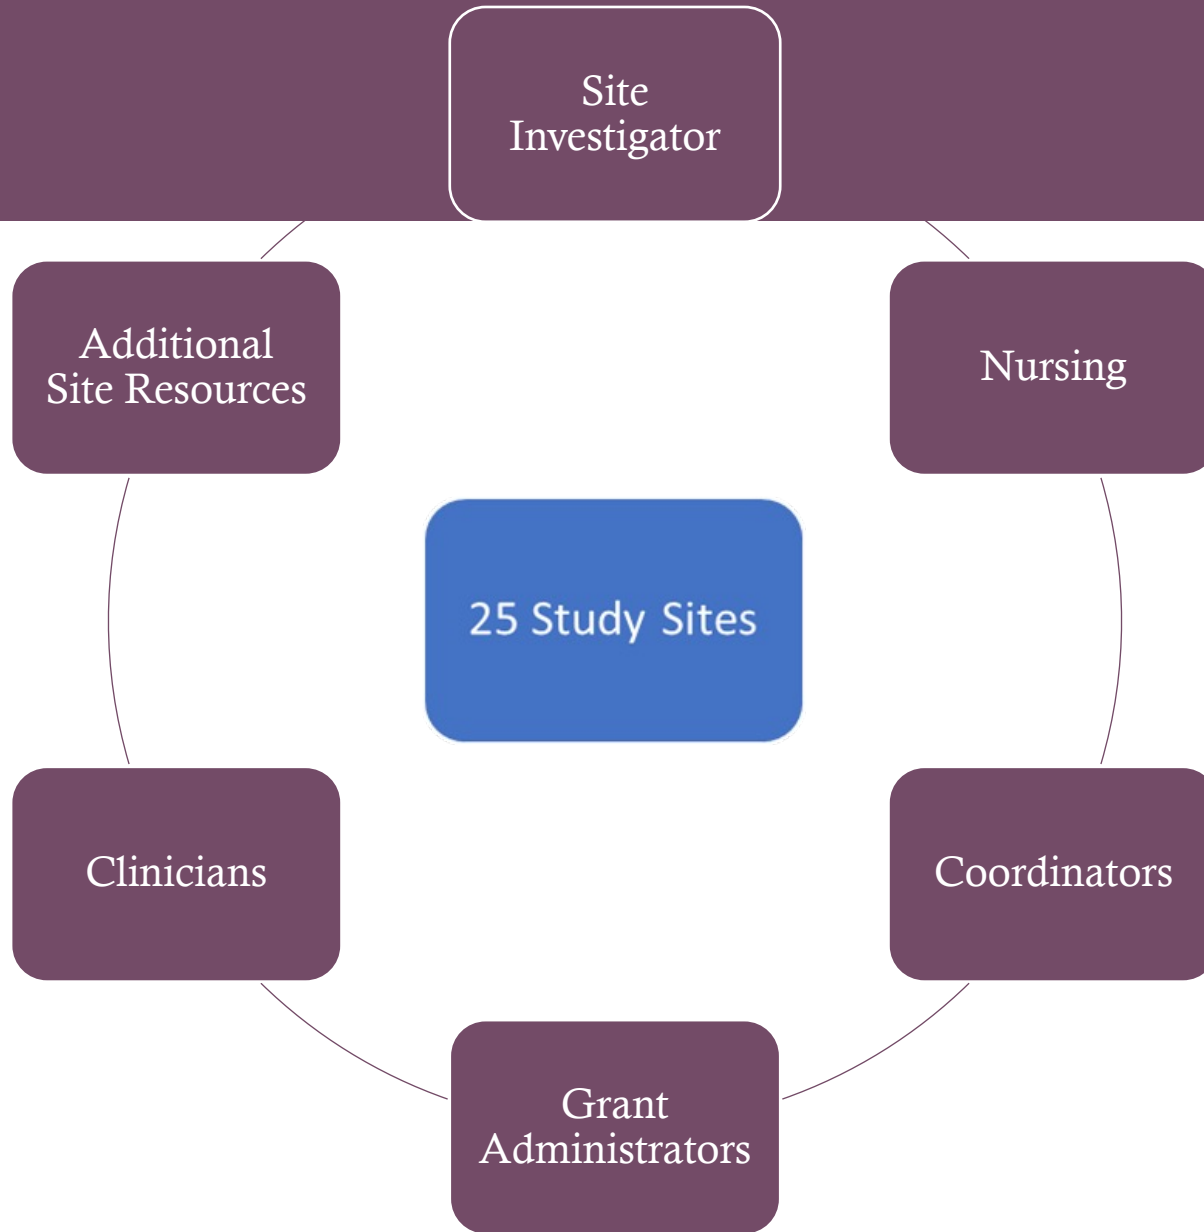 Site
Investigator
Additional
Site Resources
Nursing
25 Study Sites
Clinicians
Coordinators
Grant
Administrators